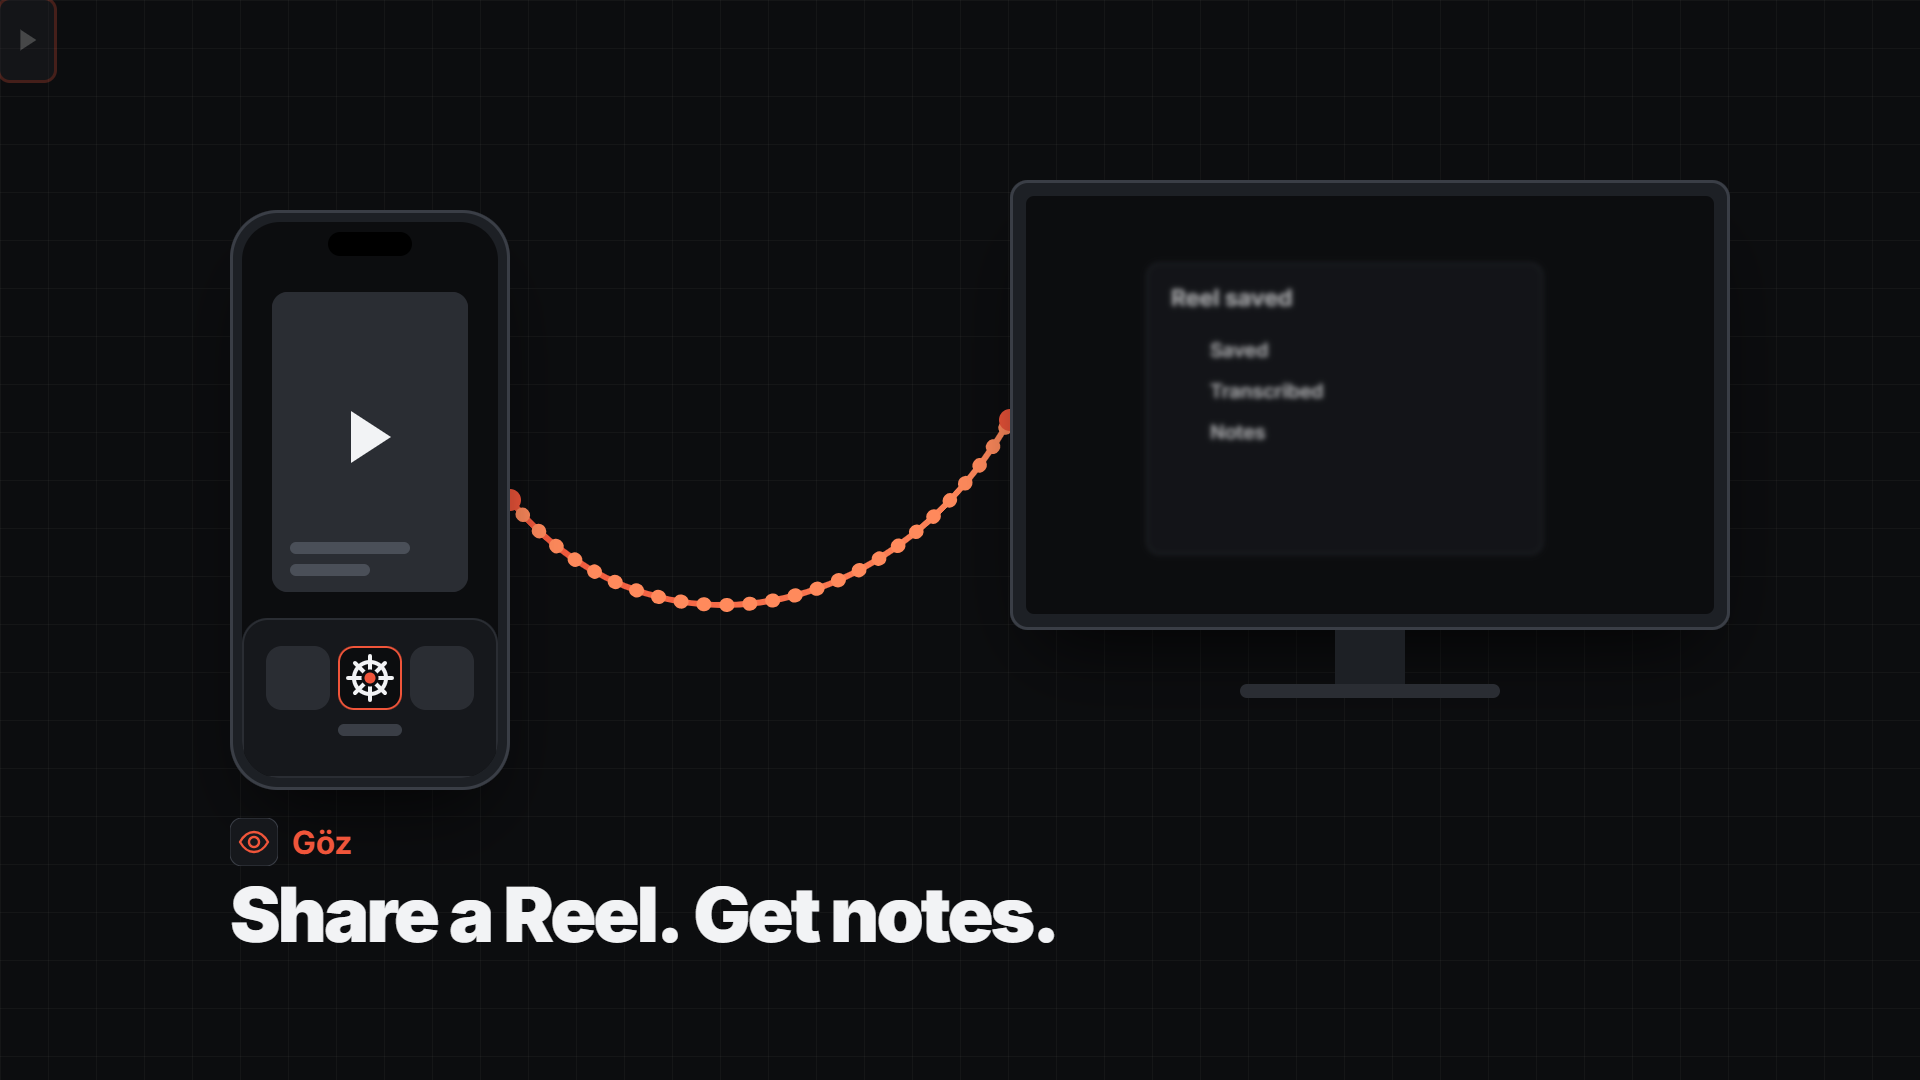 Reel saved
Saved
Transcribed
Notes
Göz
Share a Reel. Get notes.